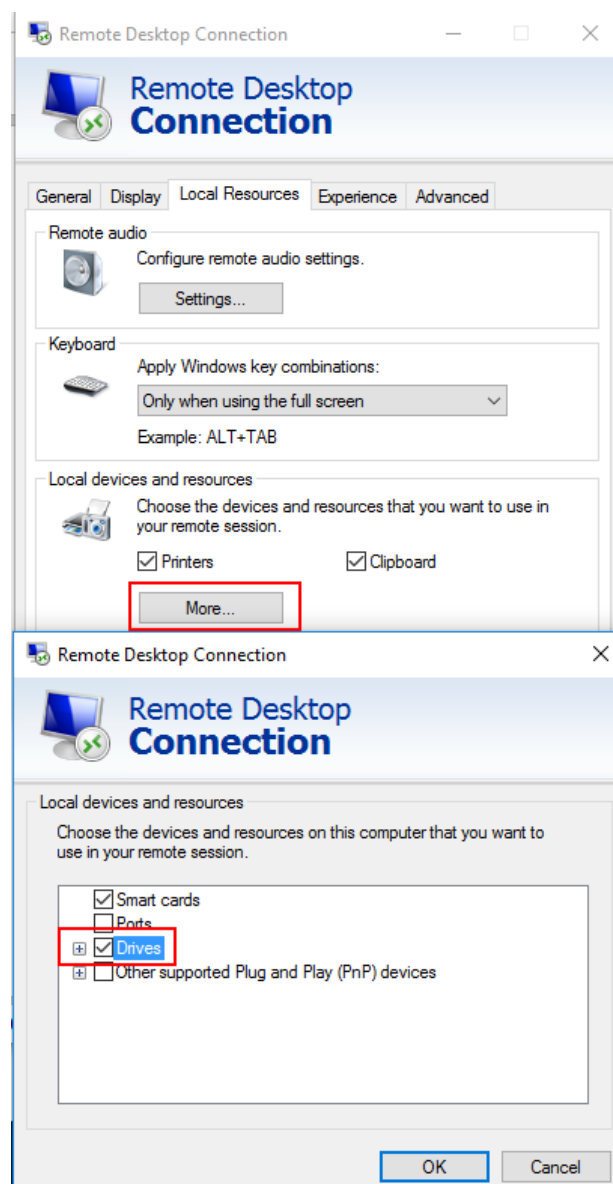 Remote Desktop Connection
Remote Desktop
Connection
General Display Local Resources Experience Advanced
Remote audio
Configure remote audio settings.
Settings...
Keyboard
Apply Windows key combinations:
Only when using the full screen
Example: ALT+TAB
Local devices and resources
Choose the devices and resources that you want to use in
your remote session.
Printers Clipboard
More...
Remote Desktop Connection
Remote Desktop
Connection
Local devices and resources
Choose the devices and resources on this computer that you want to
use in your remote session.
Smart cards
Ports
Drives
Other supported Plug and Play (PnP) devices
OK Cancel